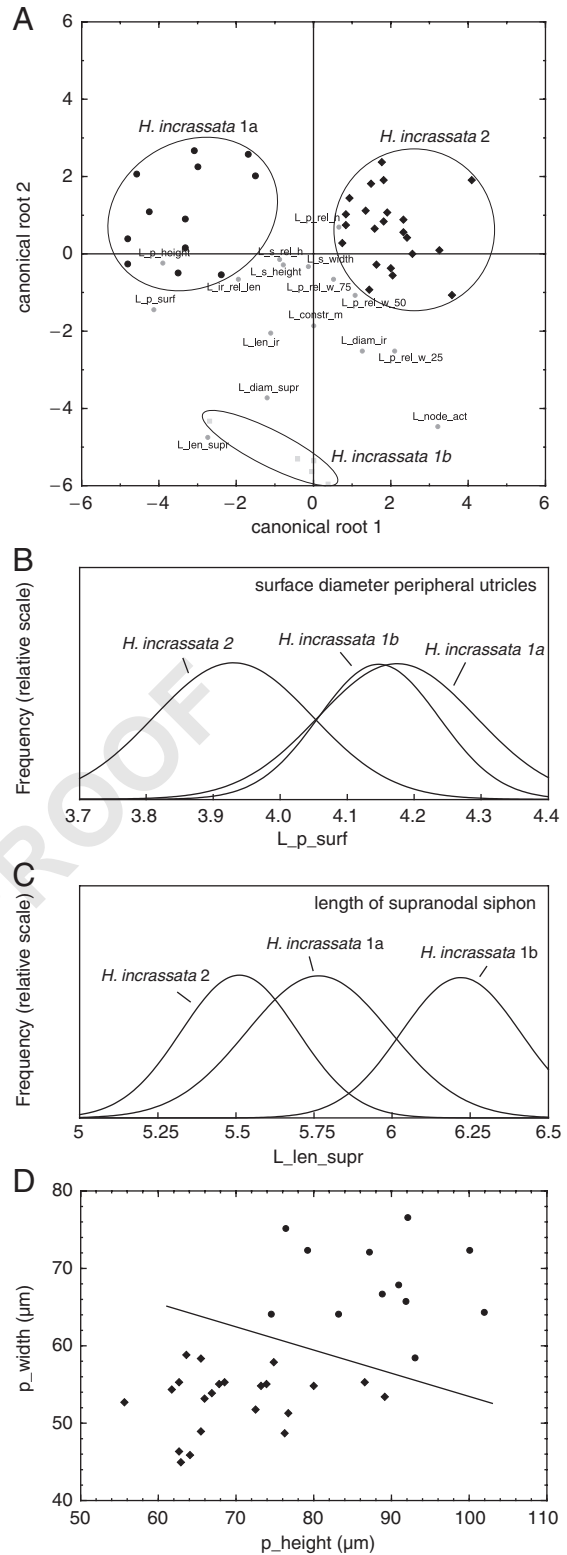 A
6
4
2
0
−2
−4
−6
canonical root 2
H. incrassata 1a
H. incrassata 2
L_p_rel_h
L_p_height
L_s_rel_h
L_s_width
L_s_height
L_ir_rel_len
L_p_rel_w_75
L_p_surf
L_p_rel_w_50
L_constr_m
L_len_ir
L_diam_ir
L_p_rel_w_25
L_diam_supr
L_node_act
L_len_supr
H. incrassata 1b
−6 −4 −2 0 2 4 6
canonical root 1
B
Frequency (relative scale)
surface diameter peripheral utricles
H. incrassata 2
H. incrassata 1b
H. incrassata 1a
3.7 3.8 3.9 4.0 4.1 4.2 4.3 4.4
L_p_surf
ROOF
C
Frequency (relative scale)
length of supranodal siphon
H. incrassata 2
H. incrassata 1a
H. incrassata 1b
5 5.25 5.5 5.75 6 6.25 6.5
L_len_supr
D
80
70
60
50
40
p_width (µm)
50 60 70 80 90 100 110
p_height (µm)